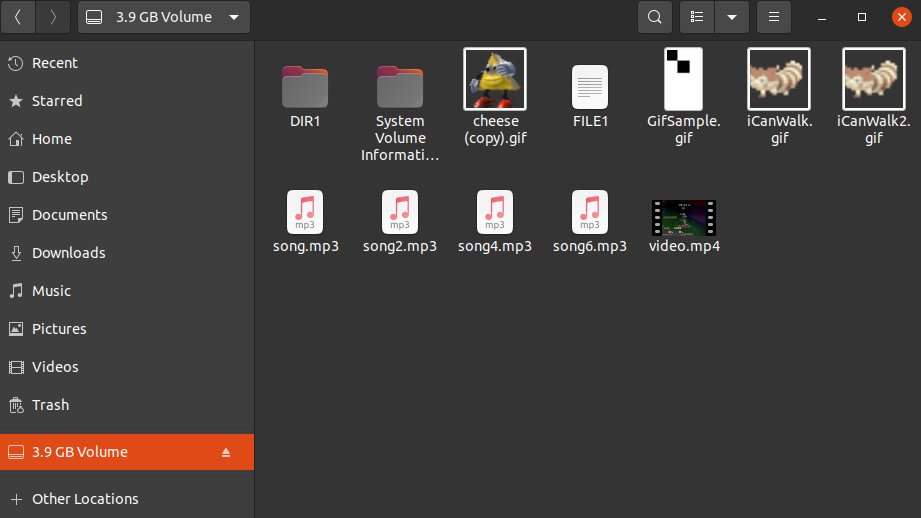 3.9 GB Volume
Recent
Starred
Home
Desktop
Documents
Downloads
Music
Pictures
Videos
Trash
3.9 GB Volume
Other Locations
DIR1
System
Volume
Informati…
cheese
(copy).gif
FILE1
GifSample.
gif
iCanWalk.
gif
iCanWalk2.
gif
mp3
song.mp3
mp3
song2.mp3
mp3
song4.mp3
mp3
song6.mp3
video.mp4